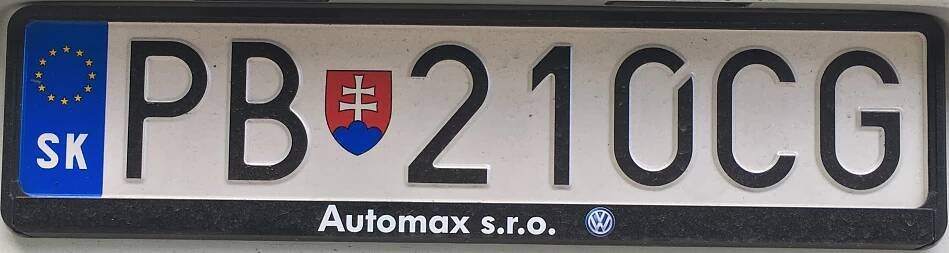 SK PB 210CG
Automax s.r.o.